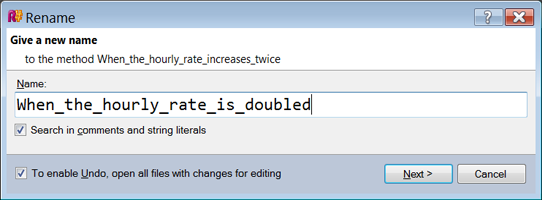 Rename
Give a new name
to the method When_the_hourly_rate_increases_twice
Name:
When_the_hourly_rate_is_doubled
Search in comments and string literals
To enable Undo, open all files with changes for editing
Next >
Cancel